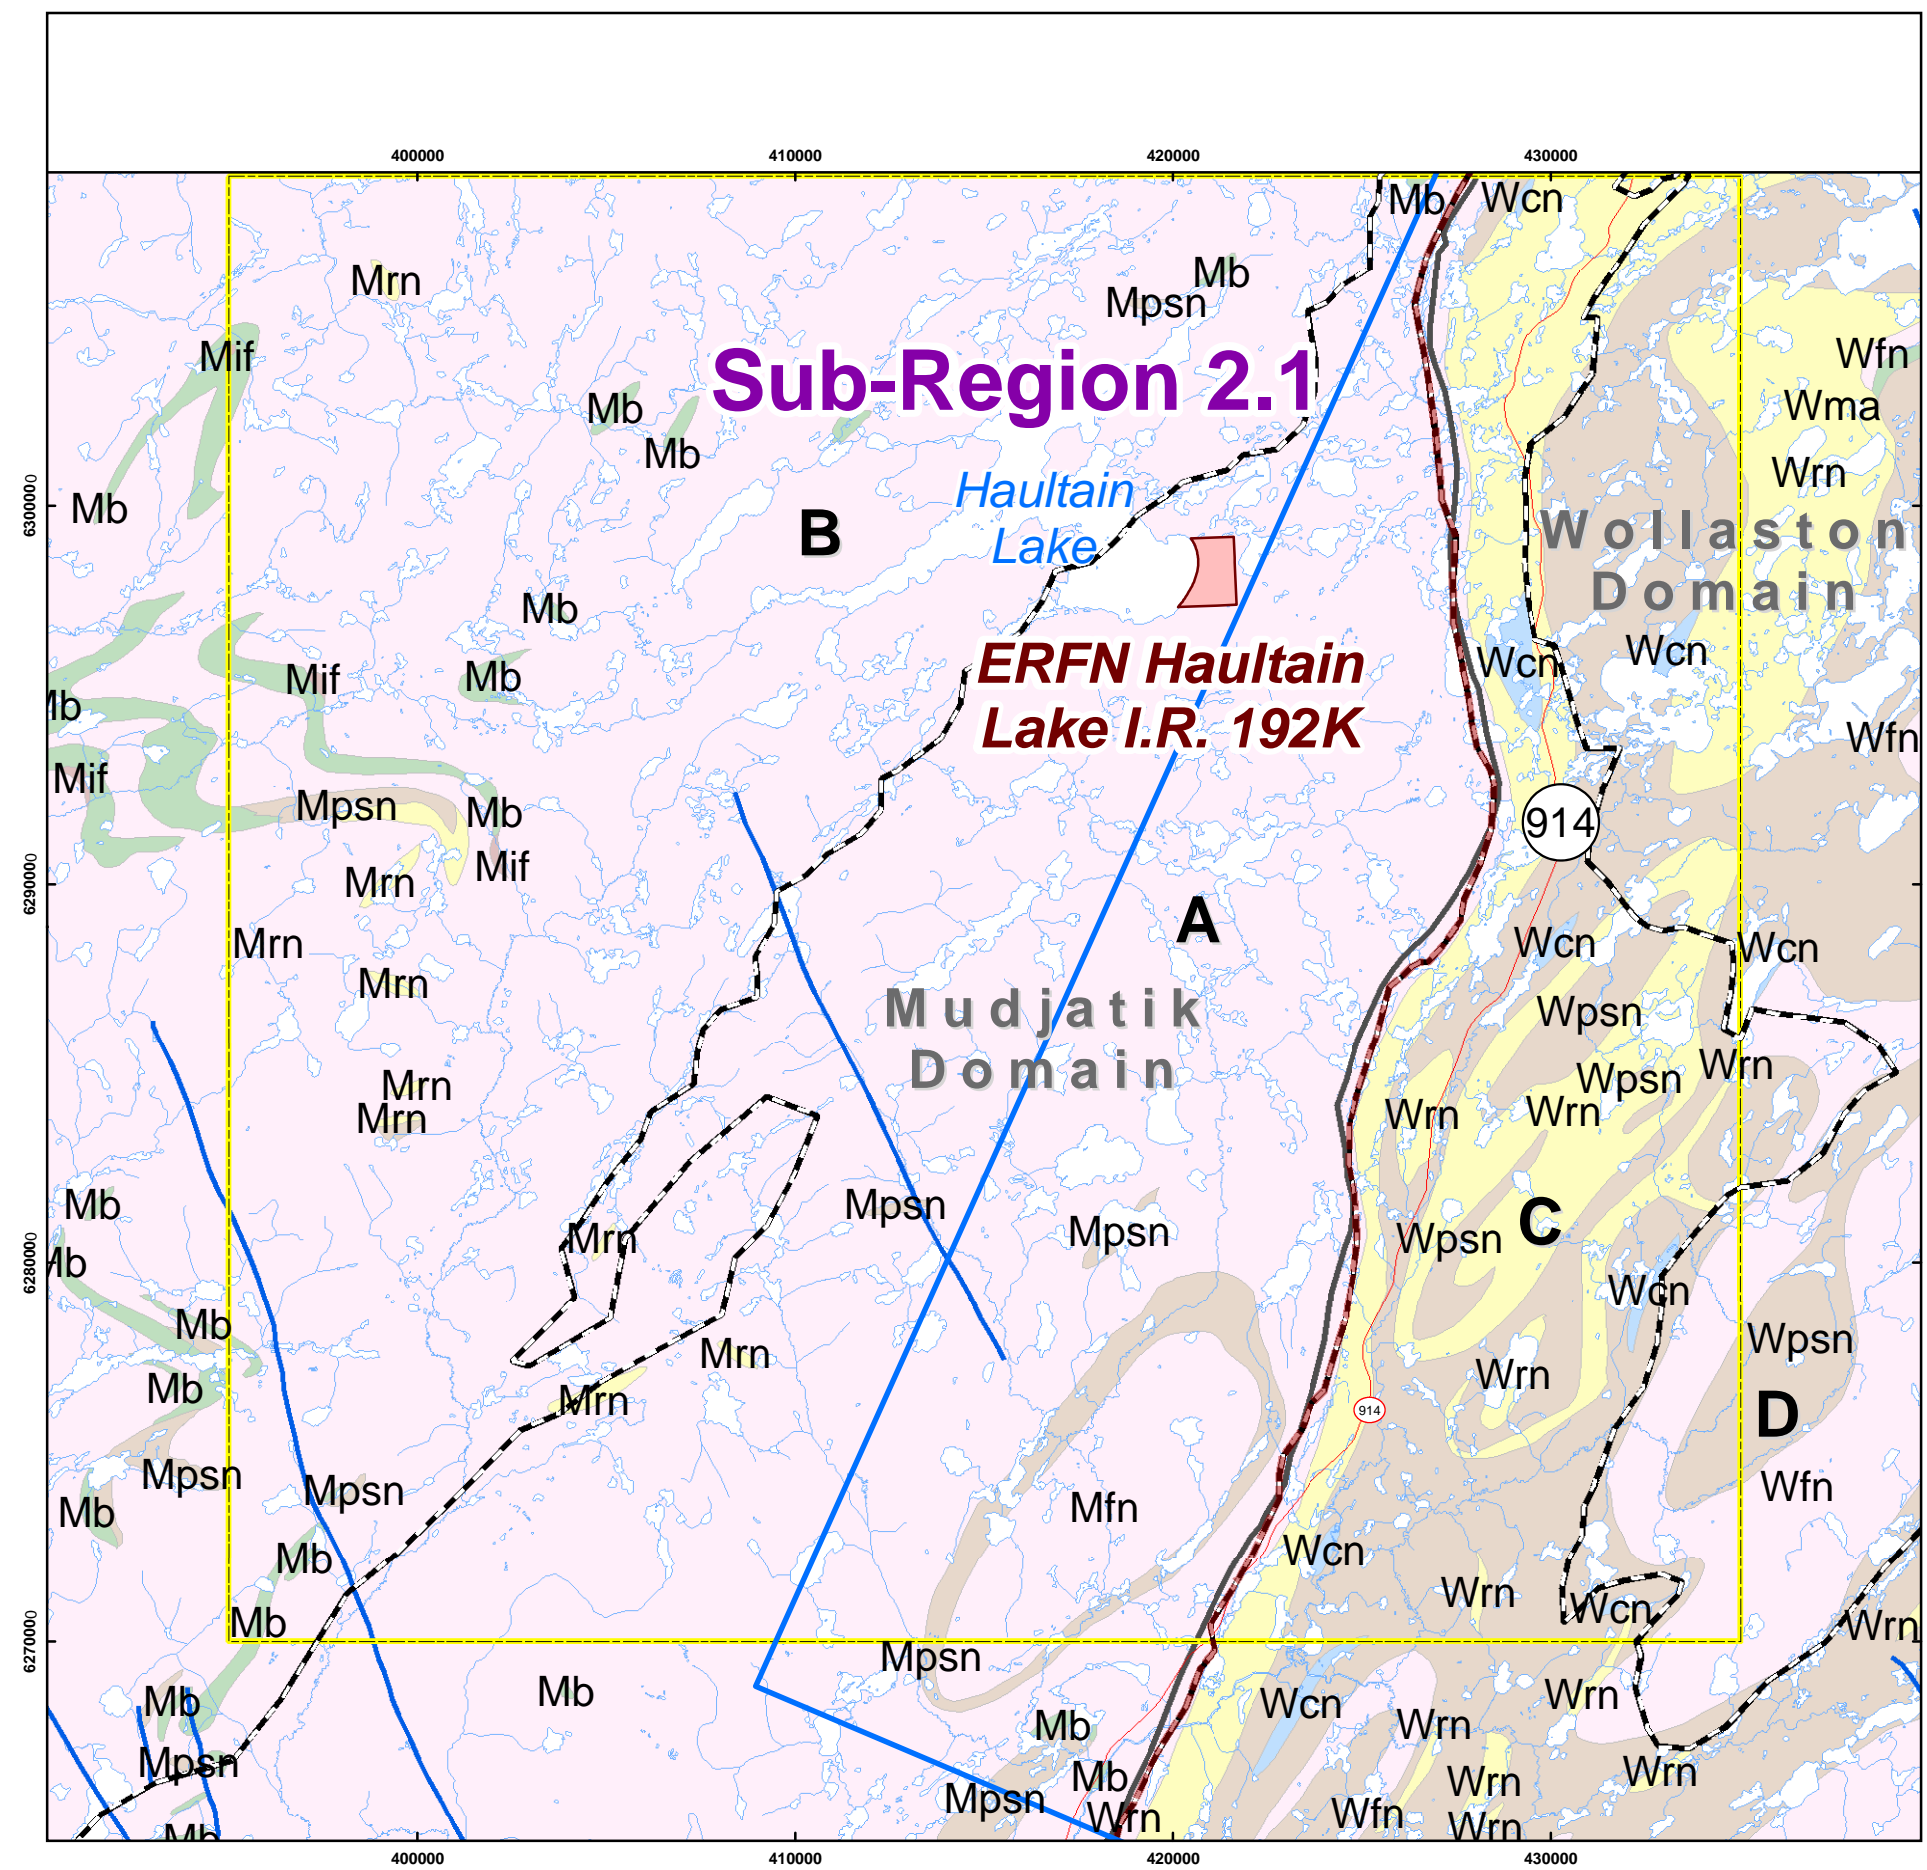 400000 410000 420000 430000
Mb Wcn
Mrn Mb
Mpsn
Mif Wfn
Sub-Region 2.1
Mb Wma
Mb Wrn
Mb Haultain
Lake
B Wollaston
Domain
6300000
Mb Wcn Wcn
ERFN Haultain
Lake I.R. 192K
Mif Mb
Mb Wfn
Mif
Mpsn Mb 914
Mrn Mif
6290000
A
Mrn Wcn Wcn
Mrn Mudjatik
Domain
Wpsn
Mrn Wpsn Wrn
Mrn Wrn Wrn
Mb Mpsn Mpsn
Mrn Wpsn C
6280000
Wcn
Mb Mrn Wpsn
Mb Mrn Wrn
914 D
Mpsn Mpsn Wfn
Mb Mfn
Mb Wcn
Mb Wrn Wcn
6270000
Wrn
Mpsn
Mb Mb Wcn Wrn
Mb Wrn
Mpsn Mb Wrn Wrn
Mpsn Wrn Wfn Wrn
Mb
400000 410000 420000 430000